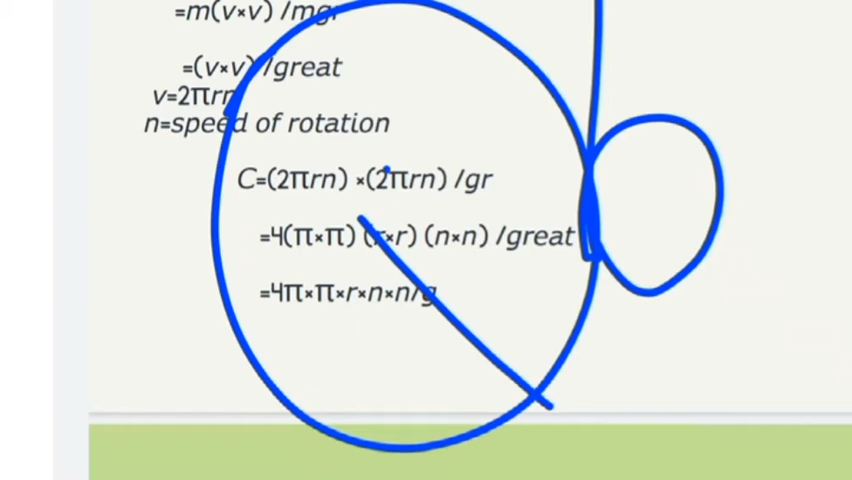 =m(v×v) /mgr
=(v×v) /great
v=2πrn
n=speed of rotation
C=(2πrn) ×(2πrn) /gr
=4(π×π) (r×r) (n×n) /great
=4π×π×r×n×n/g